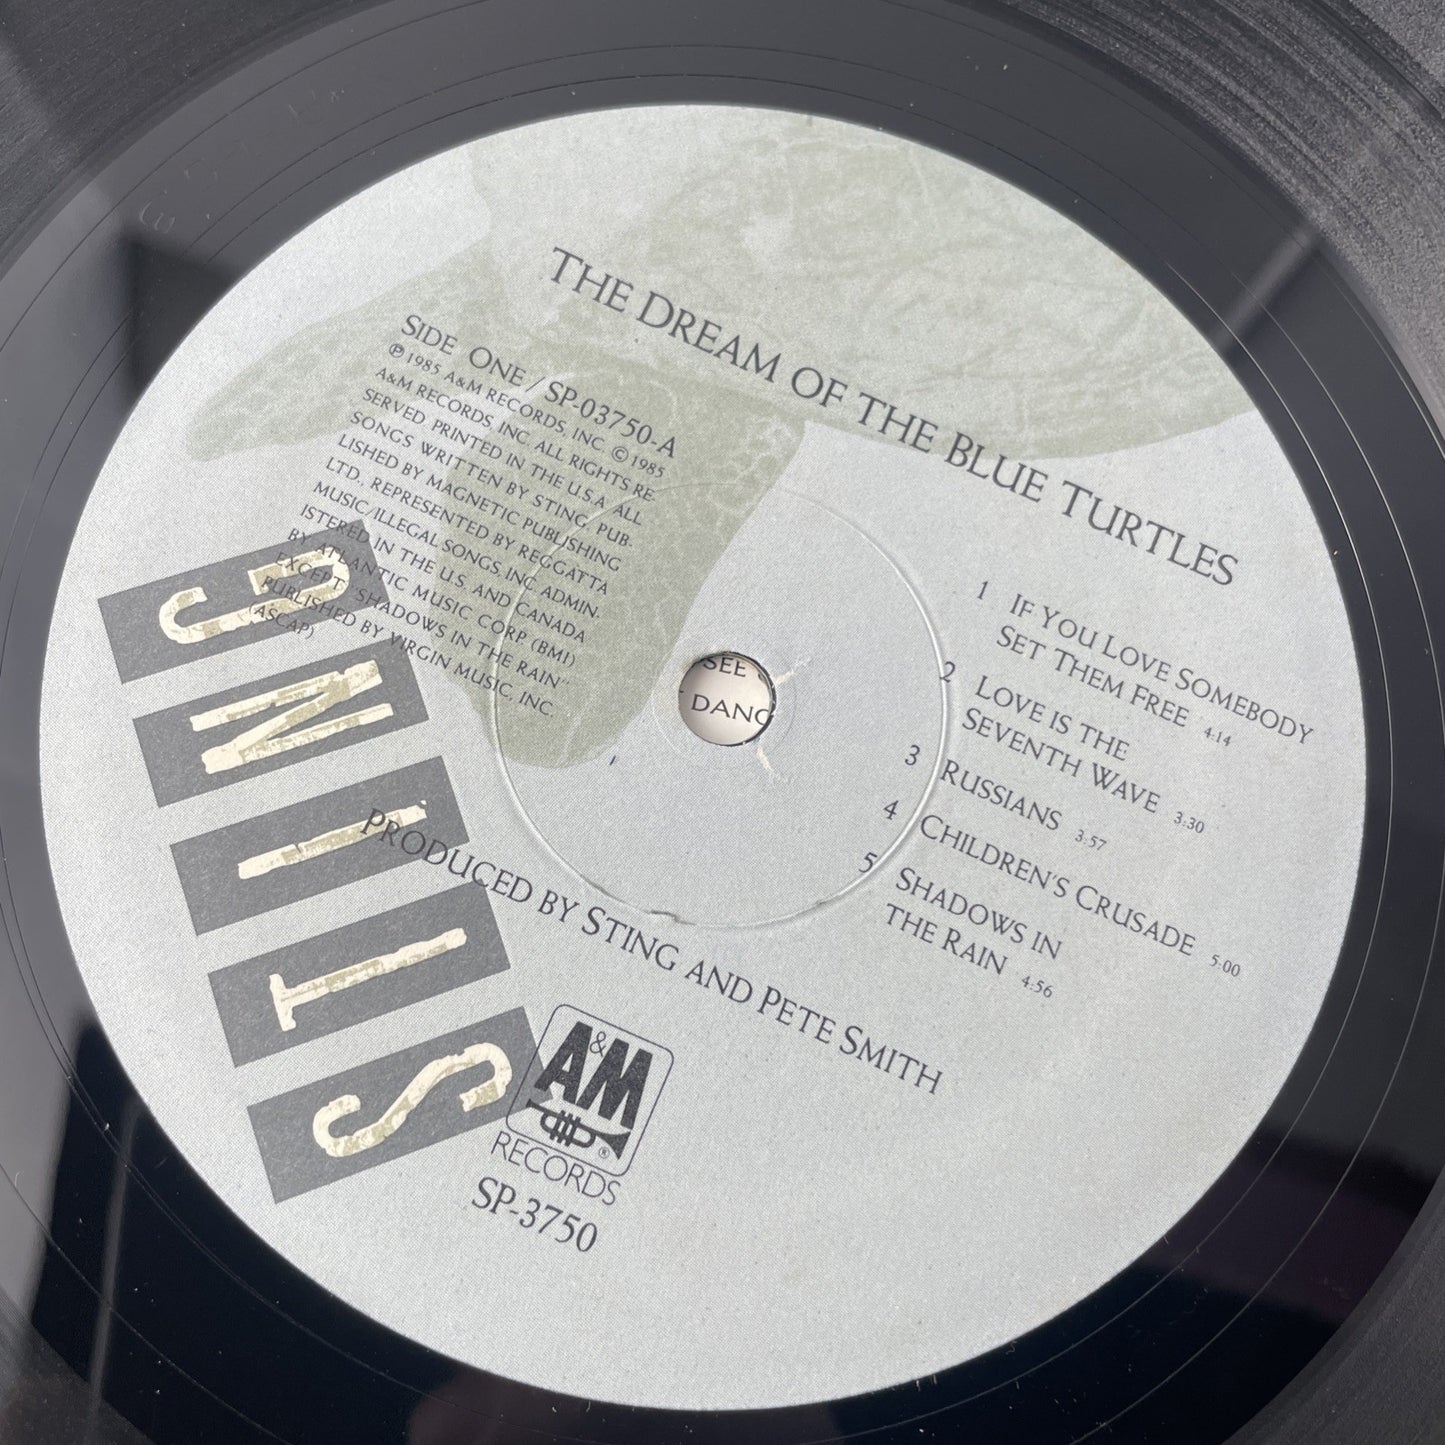 THE DREAM OF THE BLUE TURTLES
SIDE ONE / SP-03750-A
℗ 1985 A&M RECORDS, INC. © 1985
A&M RECORDS, INC. ALL RIGHTS RE-
SERVED. PRINTED IN THE U.S.A. ALL
SONGS WRITTEN BY STING. PUB-
LISHED BY MAGNETIC PUBLISHING
LTD., REPRESENTED BY REGGATTA
MUSIC/ILLEGAL SONGS, INC. ADMIN-
ISTERED IN THE U.S. AND CANADA
BY ATLANTIC MUSIC CORP. (BMI)
EXCEPT "SHADOWS IN THE RAIN"
PUBLISHED BY VIRGIN MUSIC, INC.
(ASCAP)
1 IF YOU LOVE SOMEBODY
SET THEM FREE 4:14
2 LOVE IS THE
SEVENTH WAVE 3:30
3 RUSSIANS 3:57
4 CHILDREN'S CRUSADE 5:00
5 SHADOWS IN
THE RAIN 4:56
SEE
DANC
STING
PRODUCED BY STING AND PETE SMITH
A&M
®
RECORDS
SP-3750